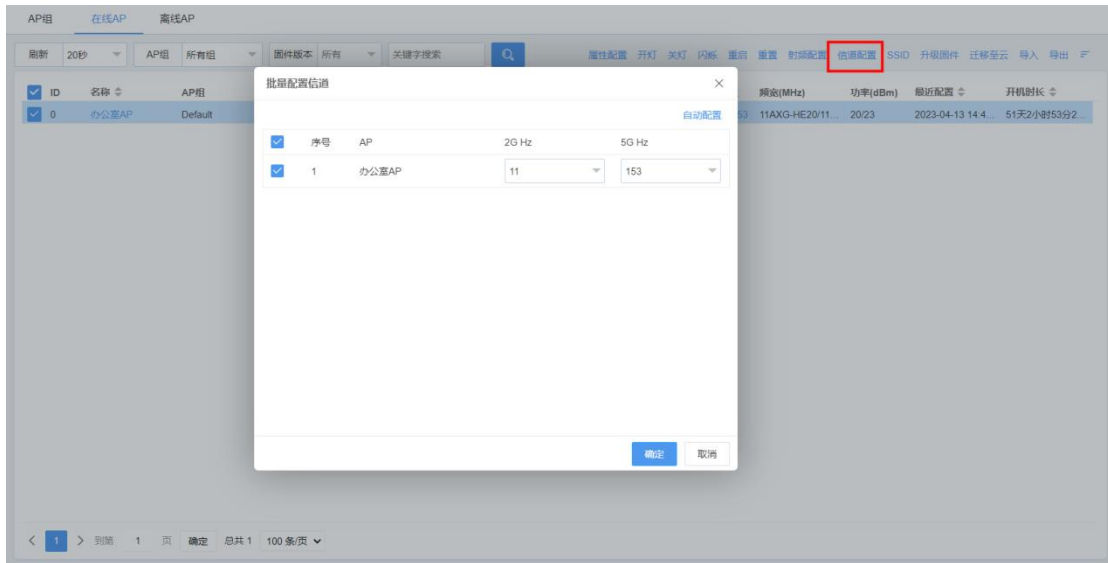 AP组 在线AP 离线AP
刷新 20秒 AP组 所有组 固件版本 所有 关键字搜索 属性配置 开灯 关灯 闪烁 重启 重置 射频配置 信道配置 SSID 升级固件 迁移至云 导入 导出
批量配置信道
ID 名称 AP组 频宽(MHz) 功率(dBm) 最近配置 开机时长
0 办公室AP Default 53 11AXG-HE20/11... 20/23 2023-04-13 14:4... 51天2小时53分2...
自动配置
序号 AP 2G Hz 5G Hz
1 办公室AP 11 153
确定 取消
1 到第 1 页 确定 总共 1 100 条/页